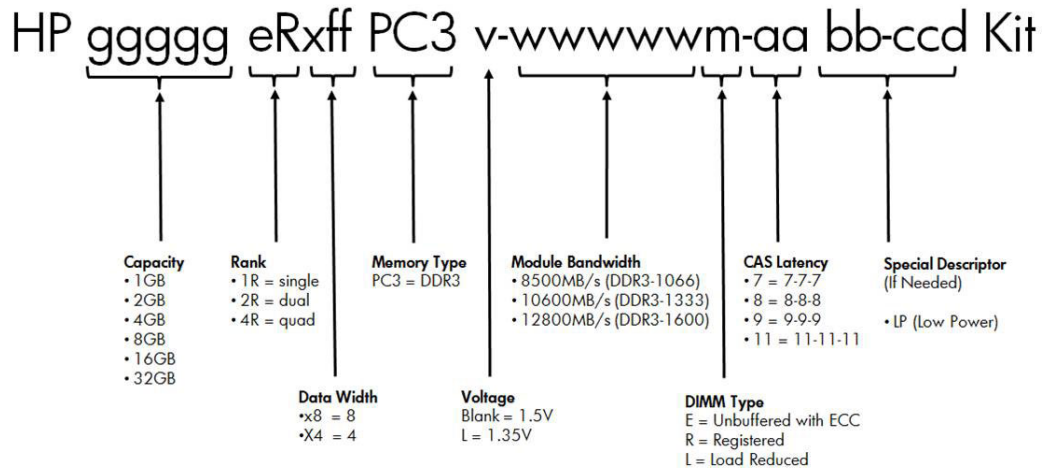 HP ggggg eRxff PC3 v-wwwwwm-aa bb-ccd Kit
Capacity
• 1GB
• 2GB
• 4GB
• 8GB
• 16GB
• 32GB
Rank
• 1R = single
• 2R = dual
• 4R = quad
Memory Type
PC3 = DDR3
Module Bandwidth
• 8500MB/s (DDR3-1066)
• 10600MB/s (DDR3-1333)
• 12800MB/s (DDR3-1600)
CAS Latency
• 7 = 7-7-7
• 8 = 8-8-8
• 9 = 9-9-9
• 11 = 11-11-11
Special Descriptor
(If Needed)
• LP (Low Power)
Data Width
•x8 = 8
•X4 = 4
Voltage
Blank = 1.5V
L = 1.35V
DIMM Type
E = Unbuffered with ECC
R = Registered
L = Load Reduced